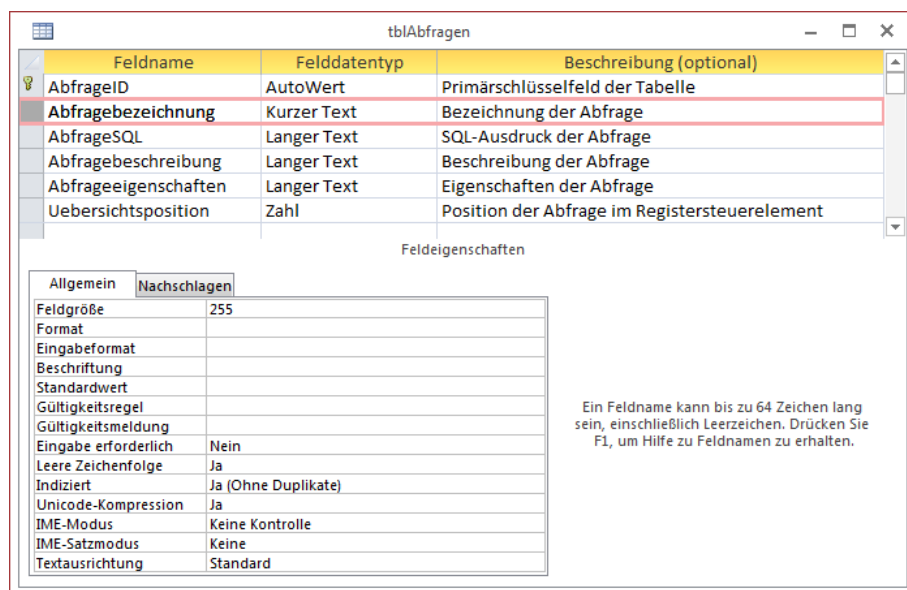 tblAbfragen
Feldname Felddatentyp Beschreibung (optional)
AbfrageID AutoWert Primärschlüsselfeld der Tabelle
Abfragebezeichnung Kurzer Text Bezeichnung der Abfrage
AbfrageSQL Langer Text SQL-Ausdruck der Abfrage
Abfragebeschreibung Langer Text Beschreibung der Abfrage
Abfrageeigenschaften Langer Text Eigenschaften der Abfrage
Uebersichtsposition Zahl Position der Abfrage im Registersteuerelement
Feldeigenschaften
Allgemein Nachschlagen
Feldgröße 255
Format
Eingabeformat
Beschriftung
Standardwert
Gültigkeitsregel
Gültigkeitsmeldung
Eingabe erforderlich Nein
Leere Zeichenfolge Ja
Indiziert Ja (Ohne Duplikate)
Unicode-Kompression Ja
IME-Modus Keine Kontrolle
IME-Satzmodus Keine
Textausrichtung Standard
Ein Feldname kann bis zu 64 Zeichen lang
sein, einschließlich Leerzeichen. Drücken Sie
F1, um Hilfe zu Feldnamen zu erhalten.